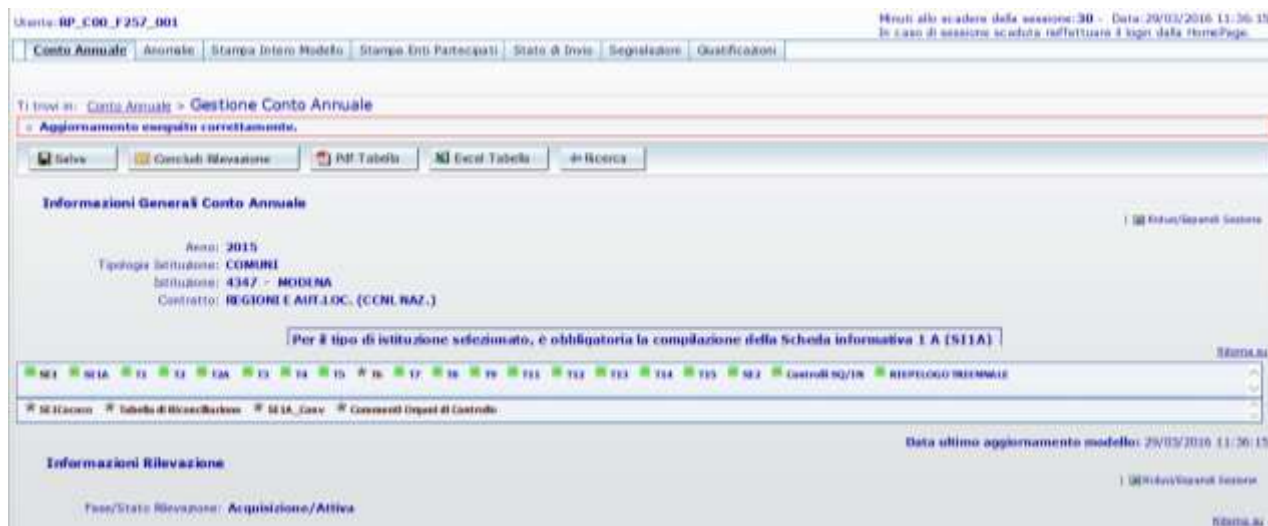 Utente: RP_C00_F257_001
Minuti allo scadere della sessione: 30 - Data: 29/03/2016 11:36:15
In caso di sessione scaduta rieffettuare il login dalla HomePage.
Conto Annuale Anomalie Stampa Intero Modello Stampa Enti Partecipati Stato di Invio Segnalazioni Giustificazioni
Ti trovi in: Conto Annuale > Gestione Conto Annuale
Aggiornamento eseguito correttamente.
Salva Concludi Rilevazione Pdf Tabella Excel Tabella Ricerca
Informazioni Generali Conto Annuale
Riduci/Espandi Sezione
Anno: 2015
Tipologia Istituzione: COMUNI
Istituzione: 4347 - MODENA
Contratto: REGIONI E AUT.LOC. (CCNL NAZ.)
Per il tipo di istituzione selezionato, è obbligatoria la compilazione della Scheda informativa 1 A (SI1A)
Ritorna su
SI1 SI1A T1 T2 T2A T3 T4 T5 T6 T7 T8 T9 T11 T12 T13 T14 T15 SI2 Controlli SQ/IN RIEPILOGO TRIENNALE
SI1Cococo Tabella di Riconciliazione SI1A_Conv Commenti Organi di Controllo
Data ultimo aggiornamento modello: 29/03/2016 11:36:15
Informazioni Rilevazione
Riduci/Espandi Sezione
Fase/Stato Rilevazione: Acquisizione/Attiva
Ritorna su